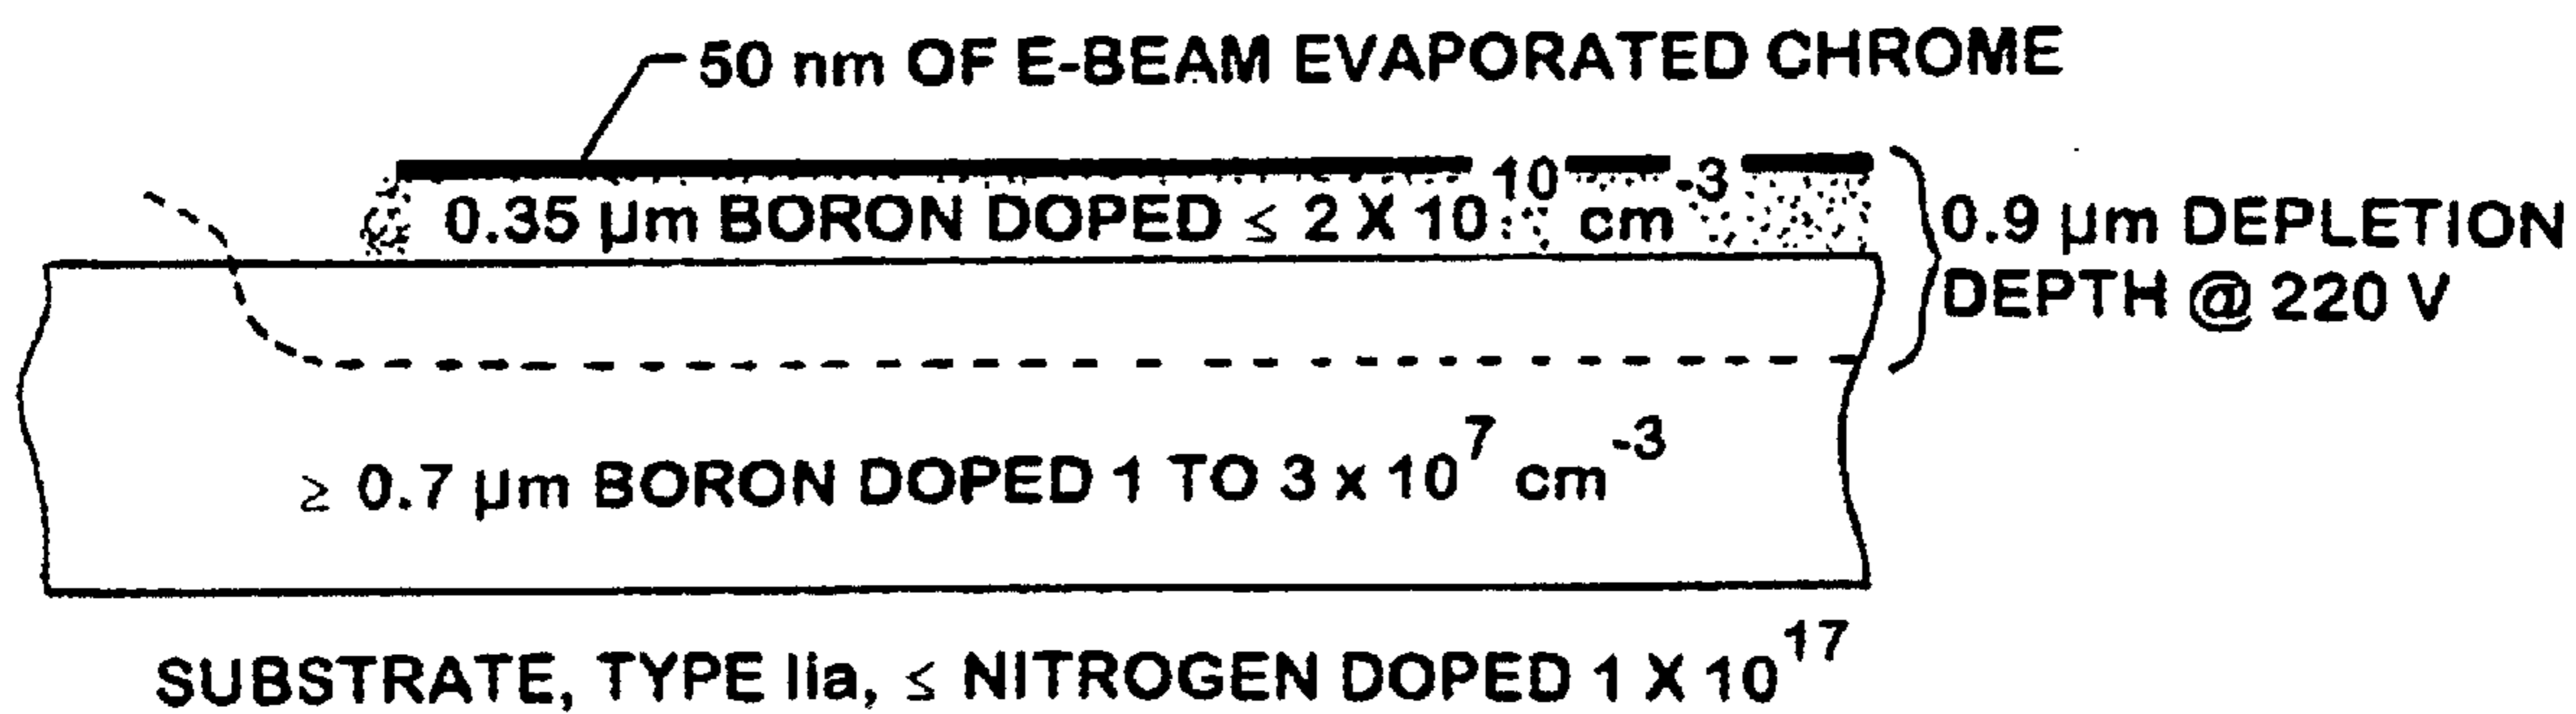 50 nm OF E-BEAM EVAPORATED CHROME
0.35 µm BORON DOPED ≤ 2 X 10¹⁰ cm⁻³
0.9 µm DEPLETION
DEPTH @ 220 V
≥ 0.7 µm BORON DOPED 1 TO 3 x 10⁷ cm⁻³
SUBSTRATE, TYPE IIa, ≤ NITROGEN DOPED 1 X 10¹⁷